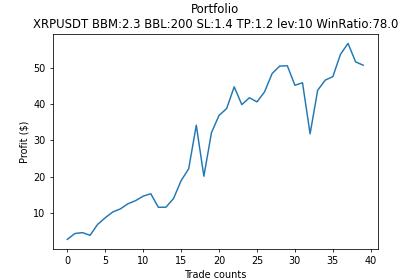 Portfolio
XRPUSDT BBM:2.3 BBL:200 SL:1.4 TP:1.2 lev:10 WinRatio:78.0
Profit ($)
50
40
30
20
10
0 5 10 15 20 25 30 35 40
Trade counts